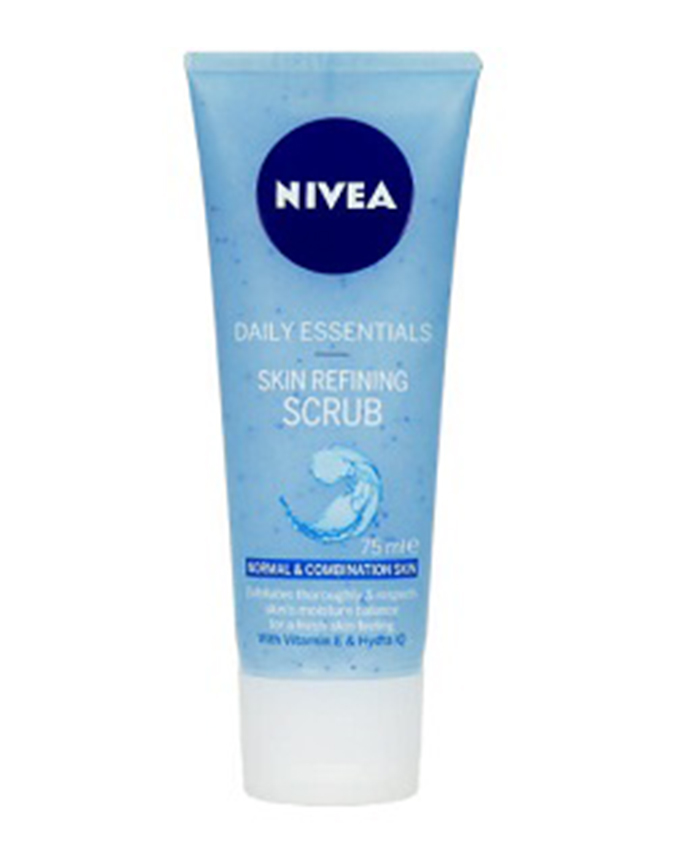 NIVEA
DAILY ESSENTIALS
SKIN REFINING
SCRUB
75 ml e
NORMAL & COMBINATION SKIN
Exfoliates thoroughly & respects
skin's moisture balance
for a fresh skin feeling
With Vitamin E & Hydra IQ